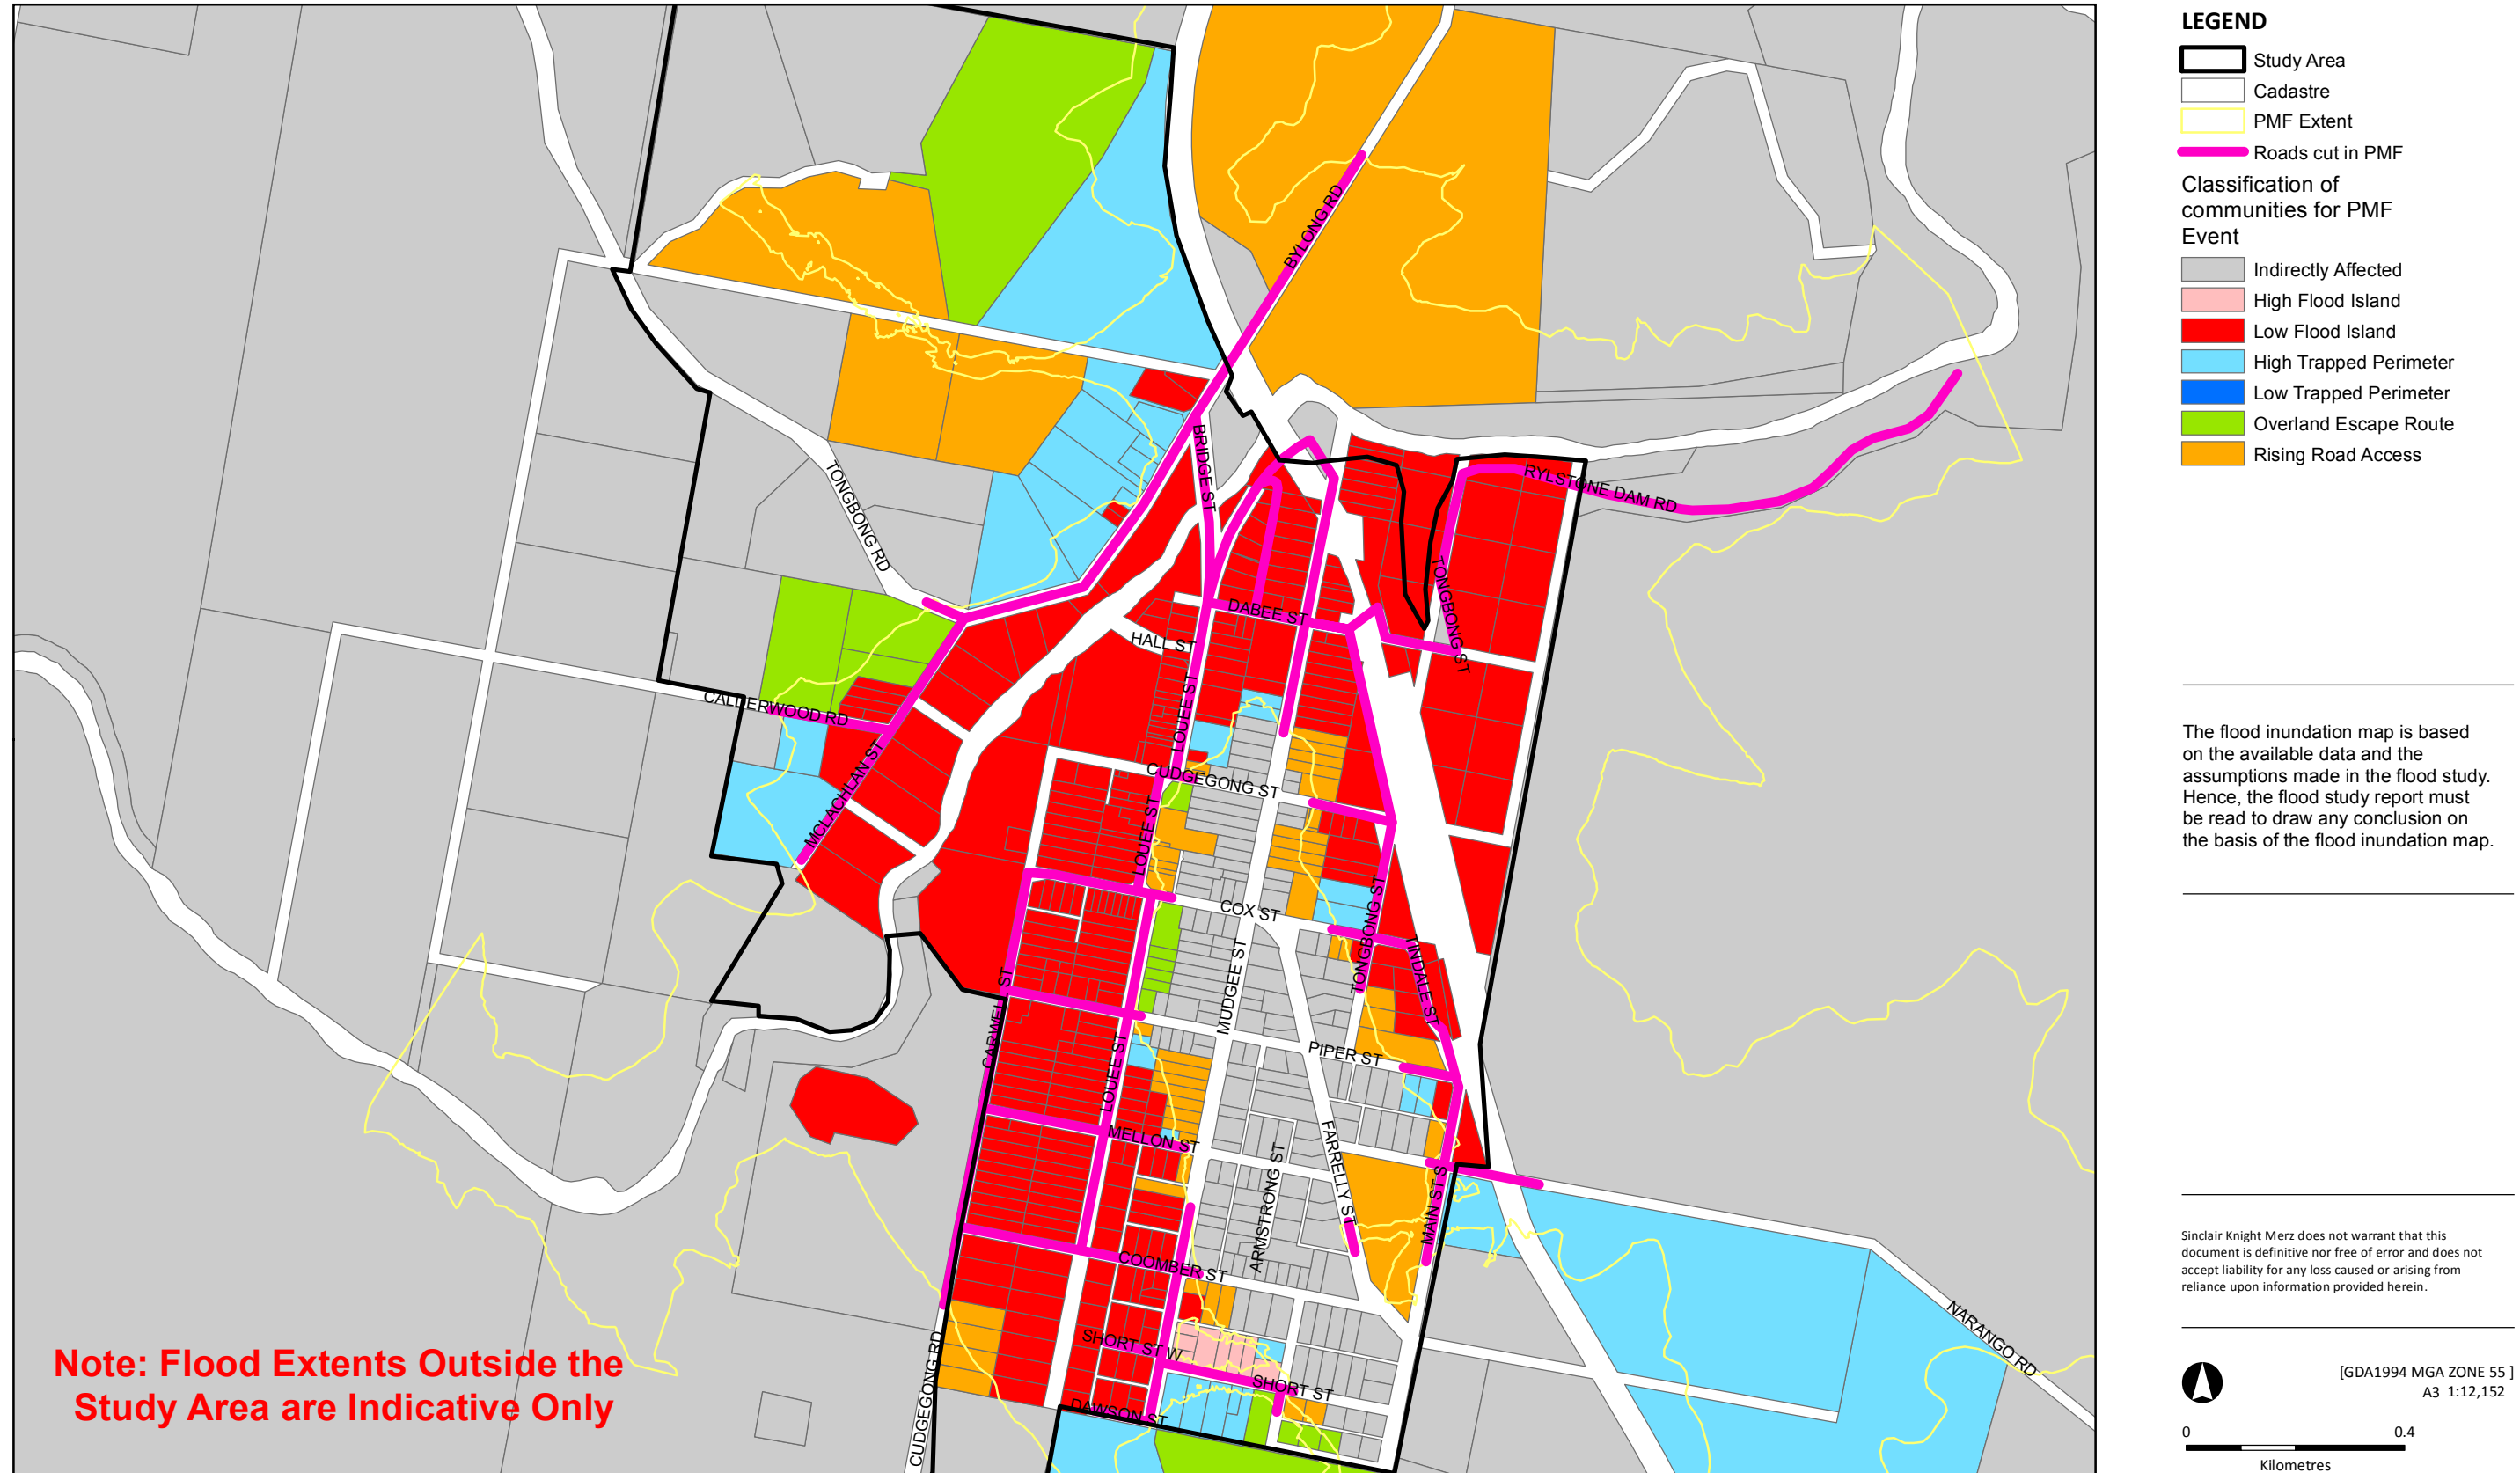 BYLONG RD
BRIDGE ST
TONGBONG RD
RYLSTONE DAM RD
TONGBONG ST
DABEE ST
HALL ST
LOUEE ST
CALDERWOOD RD
MCLACHLAN ST
CUDGEGONG ST
LOUEE ST
COX ST
TONGBONG ST
TINDALE ST
MUDGEE ST
CARWELL ST
LOUEE ST
PIPER ST
MELLON ST
FARRELLY ST
ARMSTRONG ST
MAIN ST S
COOMBER ST
SHORT ST W
SHORT ST
DAWSON ST
CUDGEGONG RD
NARANGO RD
Note: Flood Extents Outside the
Study Area are Indicative Only
LEGEND
Study Area
Cadastre
PMF Extent
Roads cut in PMF
Classification of
communities for PMF
Event
Indirectly Affected
High Flood Island
Low Flood Island
High Trapped Perimeter
Low Trapped Perimeter
Overland Escape Route
Rising Road Access
The flood inundation map is based
on the available data and the
assumptions made in the flood study.
Hence, the flood study report must
be read to draw any conclusion on
the basis of the flood inundation map.
Sinclair Knight Merz does not warrant that this
document is definitive nor free of error and does not
accept liability for any loss caused or arising from
reliance upon information provided herein.
[GDA1994 MGA ZONE 55 ]
A3 1:12,152
0 0.4
Kilometres